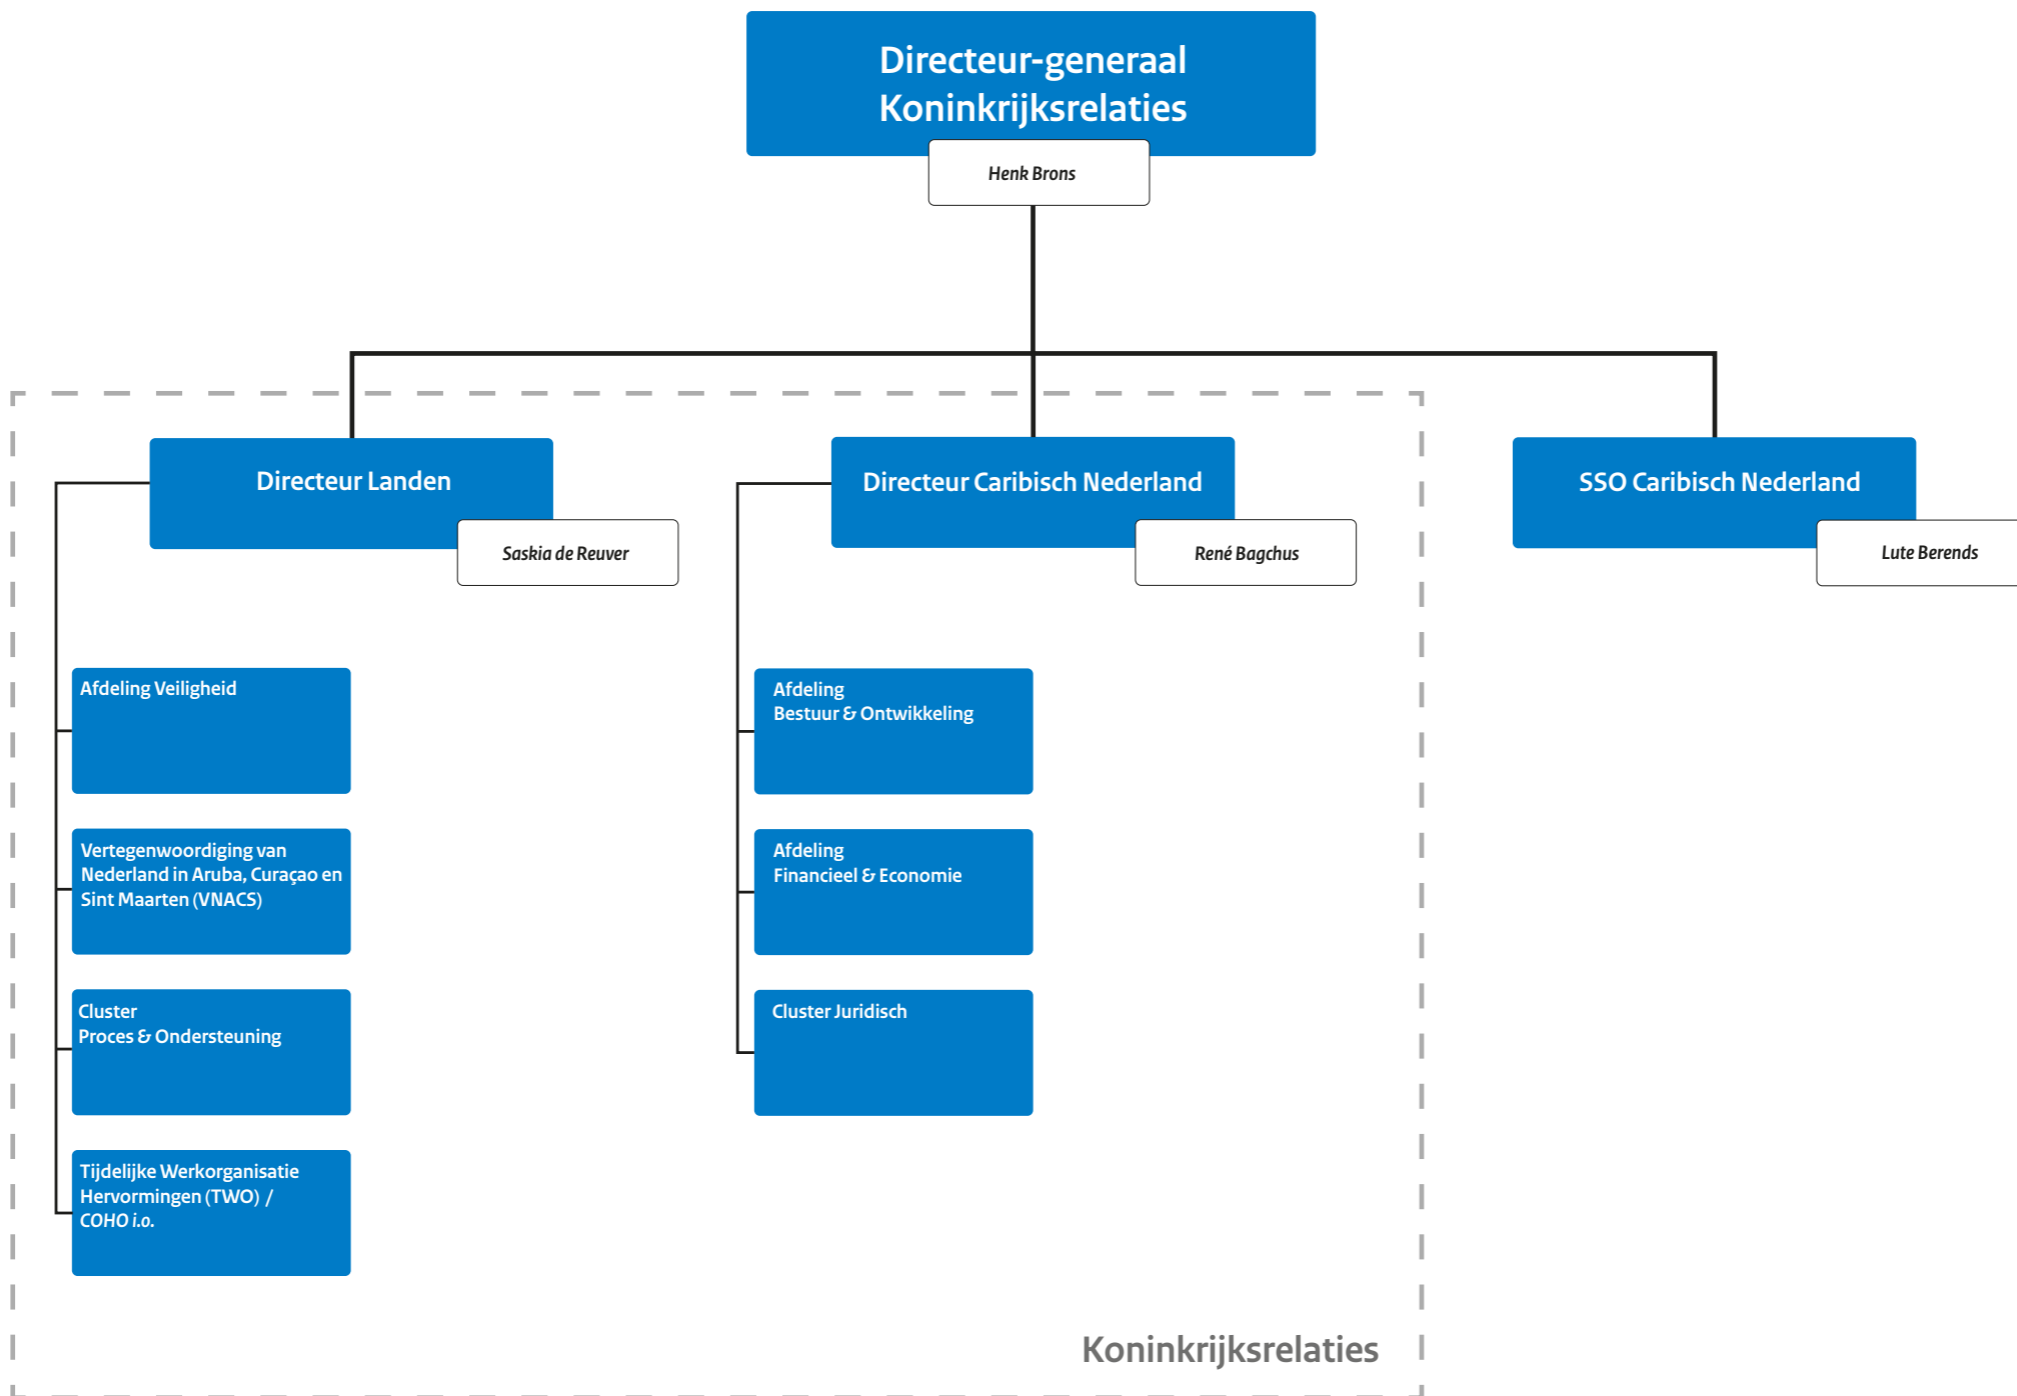 Directeur-generaal
Koninkrijksrelaties
Henk Brons
Directeur Landen
Saskia de Reuver
Directeur Caribisch Nederland
René Bagchus
SSO Caribisch Nederland
Lute Berends
Afdeling Veiligheid
Vertegenwoordiging van
Nederland in Aruba, Curaçao en
Sint Maarten (VNACS)
Cluster
Proces & Ondersteuning
Tijdelijke Werkorganisatie
Hervormingen (TWO) /
COHO i.o.
Afdeling
Bestuur & Ontwikkeling
Afdeling
Financieel & Economie
Cluster Juridisch
Koninkrijksrelaties